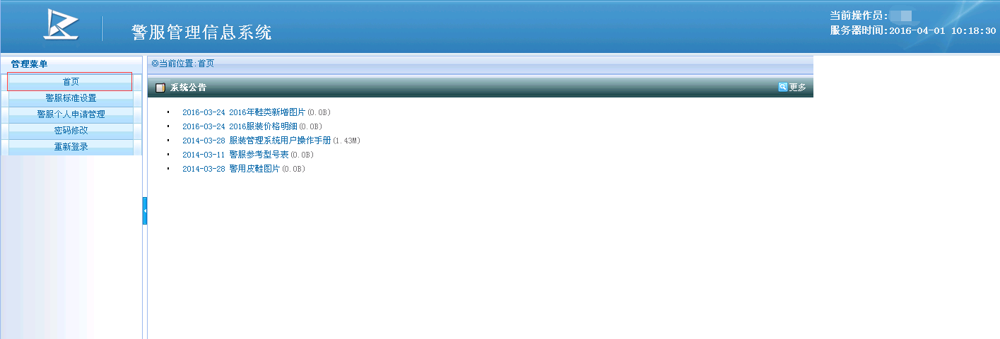 警服管理信息系统
当前操作员:
服务器时间:2016-04-01 10:18:30
管理菜单
首页
警服标准设置
警服个人申请管理
密码修改
重新登录
◎当前位置:首页
系统公告
更多
2016-03-24 2016年鞋类新增图片(0.0B)
2016-03-24 2016服装价格明细(0.0B)
2014-03-28 服装管理系统用户操作手册(1.43M)
2014-03-11 警服参考型号表(0.0B)
2014-03-28 警用皮鞋图片(0.0B)